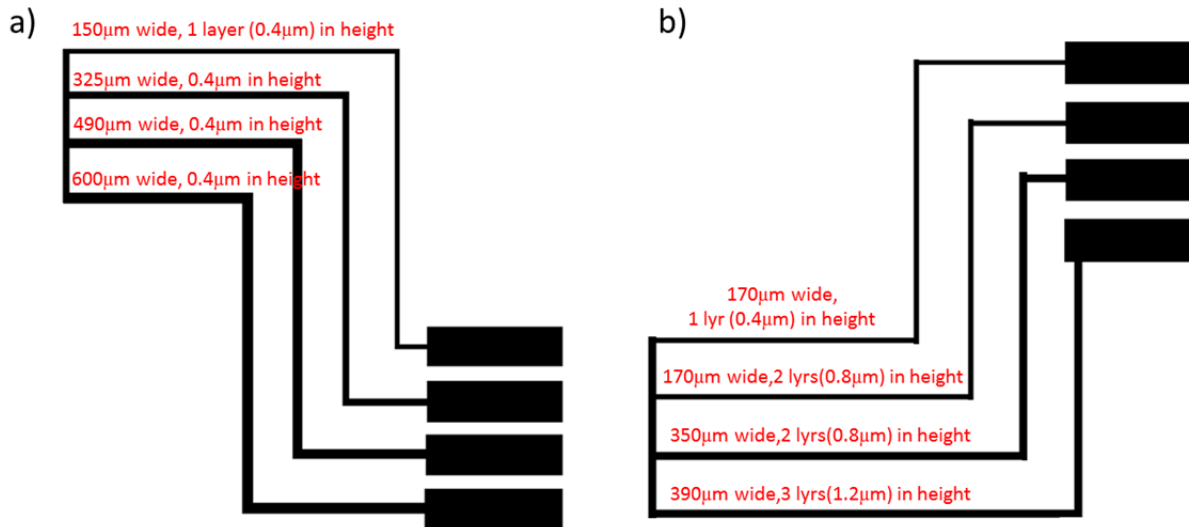 a)
150μm wide, 1 layer (0.4μm) in height
325μm wide, 0.4μm in height
490μm wide, 0.4μm in height
600μm wide, 0.4μm in height
b)
170μm wide,
1 lyr (0.4μm) in height
170μm wide,2 lyrs(0.8μm) in height
350μm wide,2 lyrs(0.8μm) in height
390μm wide,3 lyrs(1.2μm) in height